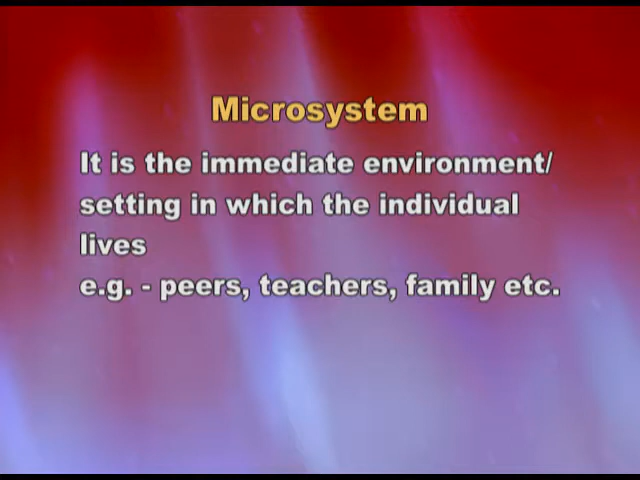 Microsystem
It is the immediate environment/
setting in which the individual
lives
e.g. - peers, teachers, family etc.